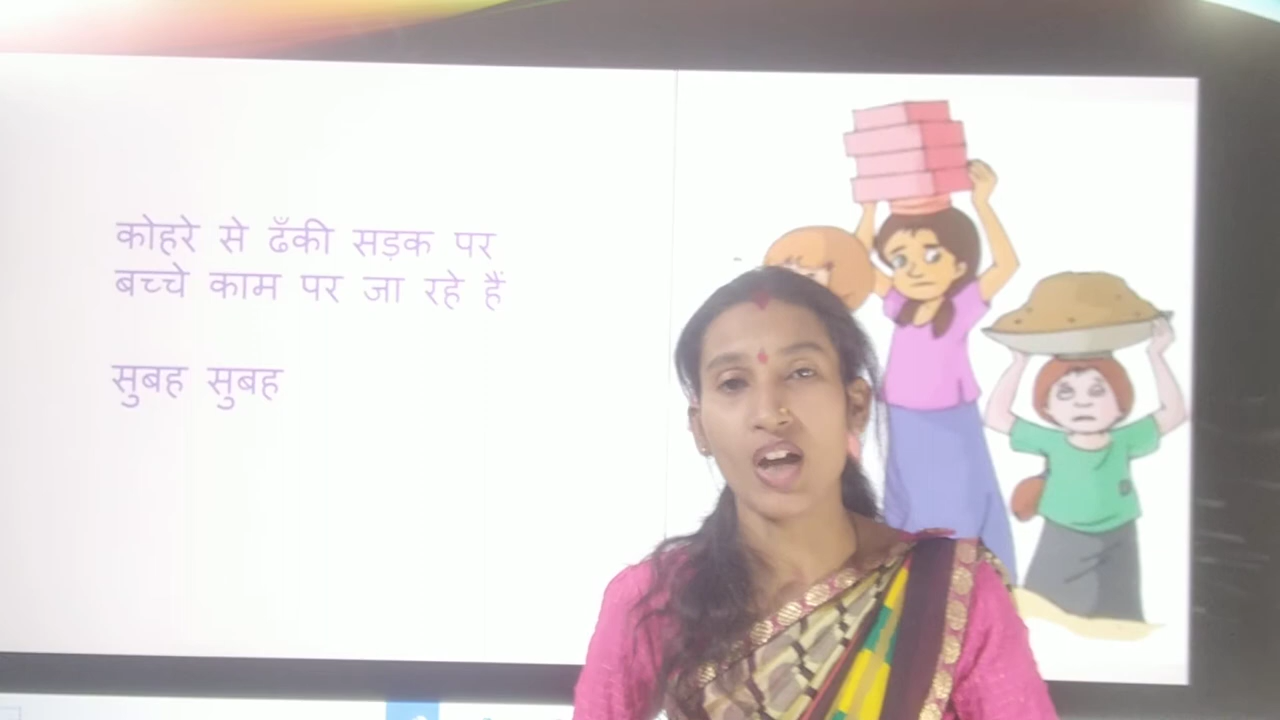 कोहरे से ढँकी सड़क पर
बच्चे काम पर जा रहे हैं
सुबह सुबह